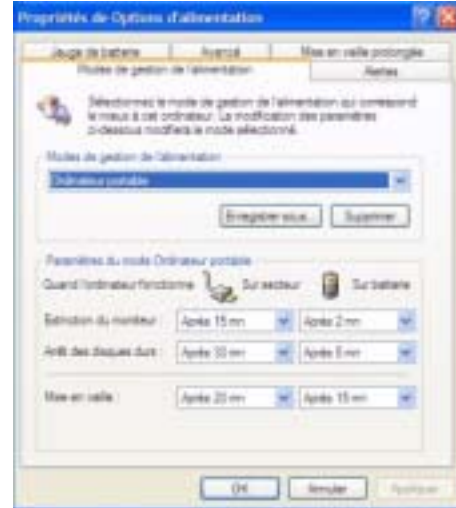 Propriétés de Options d'alimentation
Jauge de batterie Avancé Mise en veille prolongée
Modes de gestion de l'alimentation Alertes
Sélectionnez le mode de gestion de l'alimentation qui correspond
le mieux à cet ordinateur. La modification des paramètres
ci-dessous modifiera le mode sélectionné.
Modes de gestion de l'alimentation
Ordinateur portable
Enregistrer sous... Supprimer
Paramètres du mode Ordinateur portable
Quand l'ordinateur fonctionne Sur secteur Sur batterie
Extinction du moniteur : Après 15 mn Après 2 mn
Arrêt des disques durs : Après 30 mn Après 5 mn
Mise en veille : Après 20 mn Après 15 mn
OK Annuler Appliquer